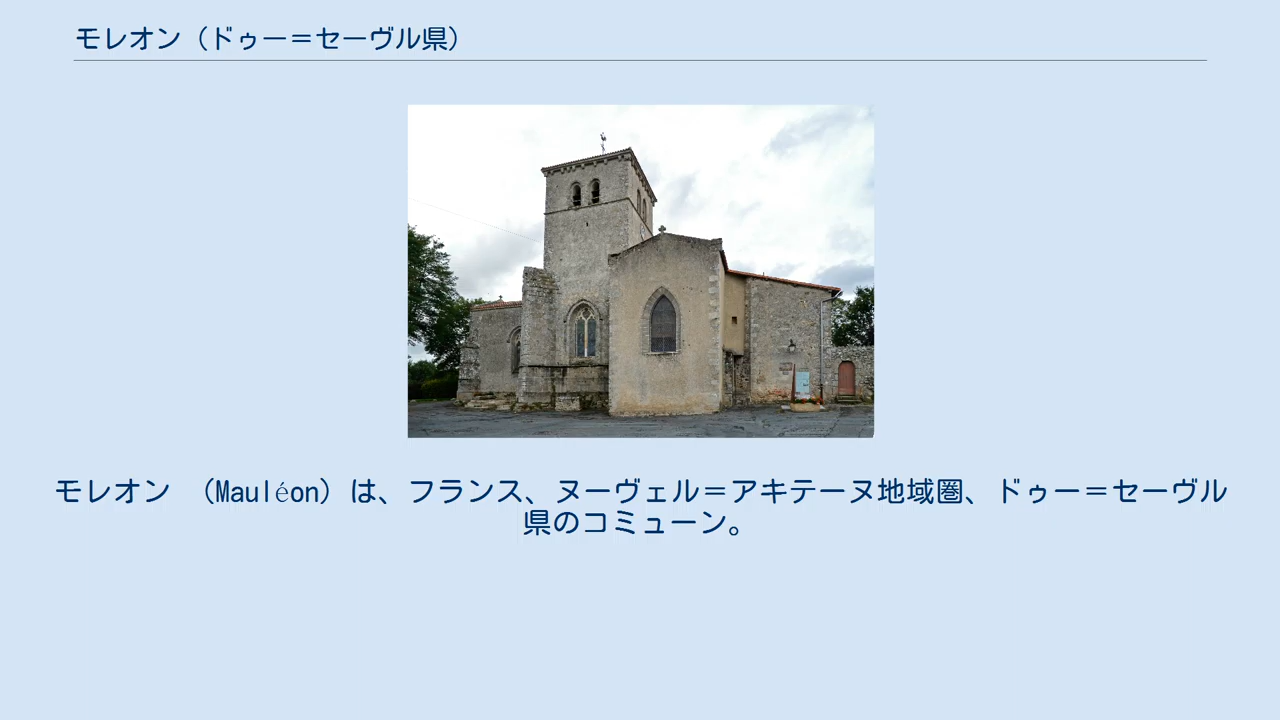 モレオン（ドゥー＝セーヴル県）
モレオン　（Mauléon）は、フランス、ヌーヴェル＝アキテーヌ地域圏、ドゥー＝セーヴル
県のコミューン。